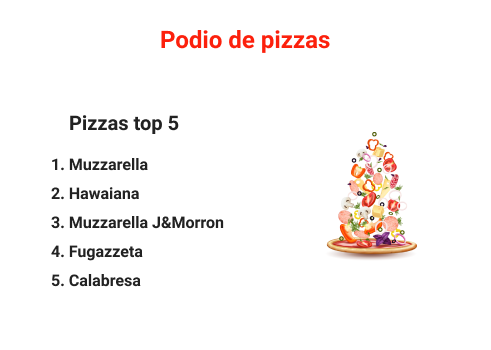 Podio de pizzas
Pizzas top 5
1. Muzzarella
2. Hawaiana
3. Muzzarella J&Morron
4. Fugazzeta
5. Calabresa